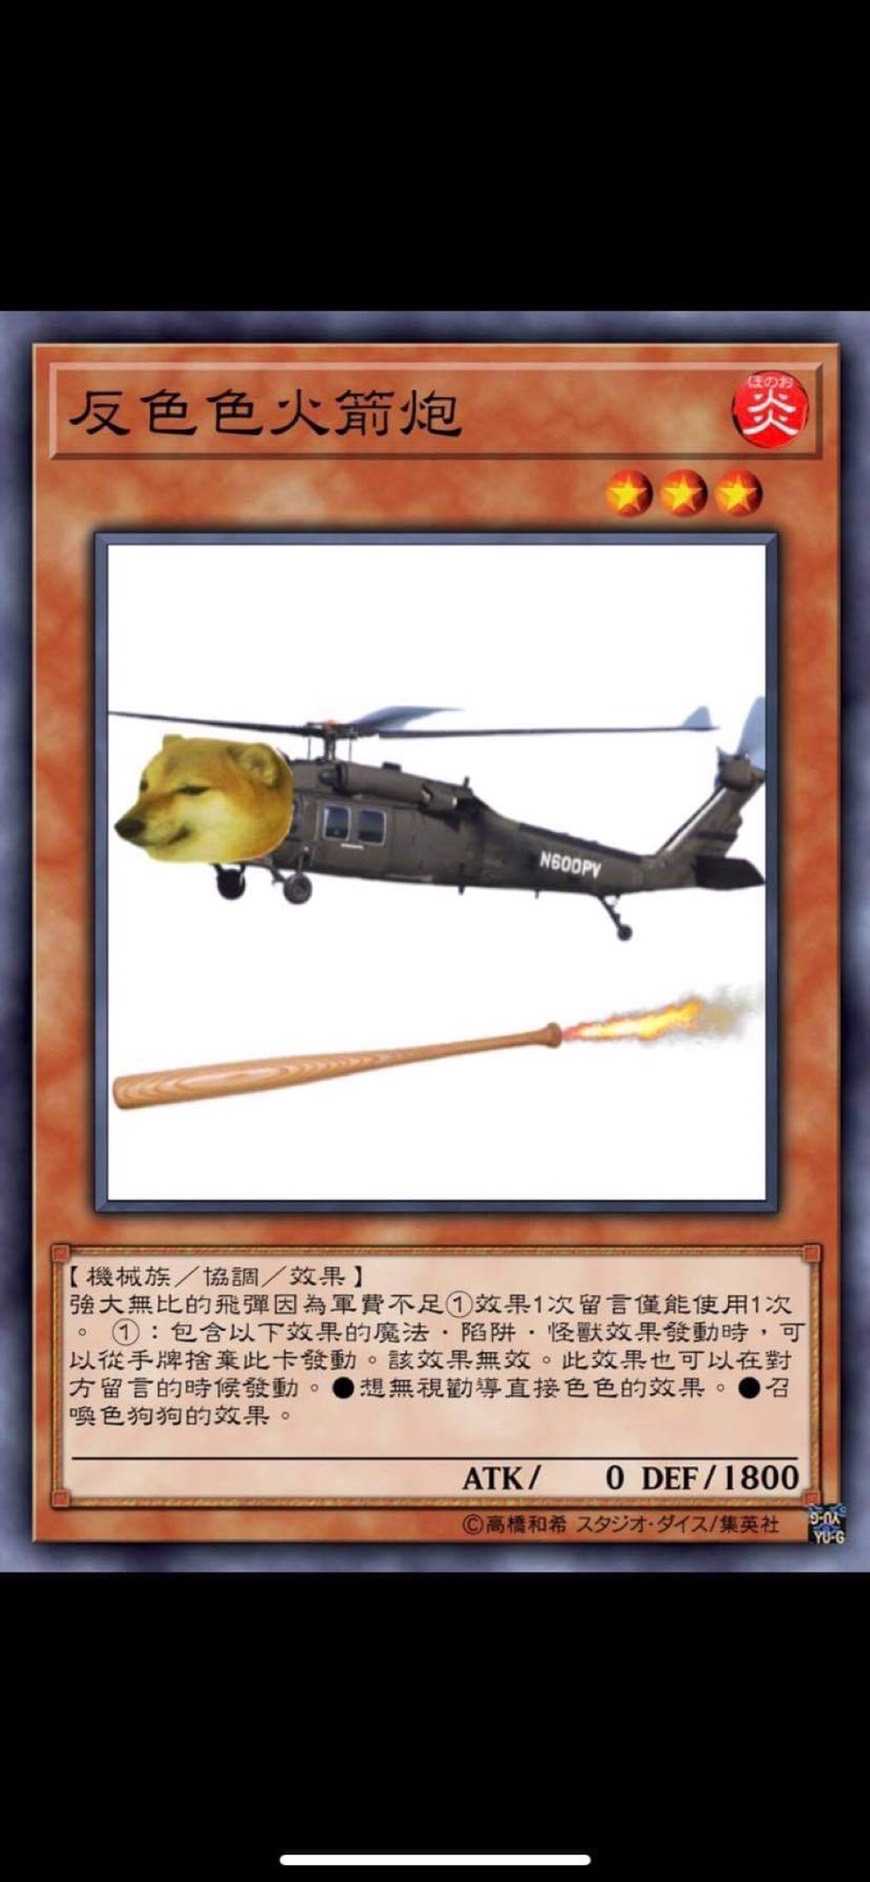 反色色火箭炮
ほのお
炎
N600PV
【機械族／協調／效果】
強大無比的飛彈因為軍費不足①效果1次留言僅能使用1次
。 ①：包含以下效果的魔法．陷阱．怪獸效果發動時，可
以從手牌捨棄此卡發動。該效果無效。此效果也可以在對
方留言的時候發動。●想無視勸導直接色色的效果。●召
喚色狗狗的效果。
ATK/ 0 DEF/1800
©高橋和希 スタジオ・ダイス/集英社
YU-G
YU-G